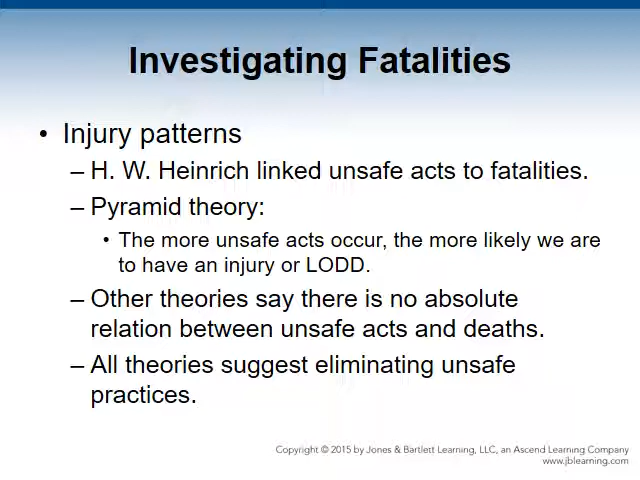 Investigating Fatalities
• Injury patterns
– H. W. Heinrich linked unsafe acts to fatalities.
– Pyramid theory:
• The more unsafe acts occur, the more likely we are
to have an injury or LODD.
– Other theories say there is no absolute
relation between unsafe acts and deaths.
– All theories suggest eliminating unsafe
practices.
Copyright © 2015 by Jones & Bartlett Learning, LLC, an Ascend Learning Company
www.jblearning.com